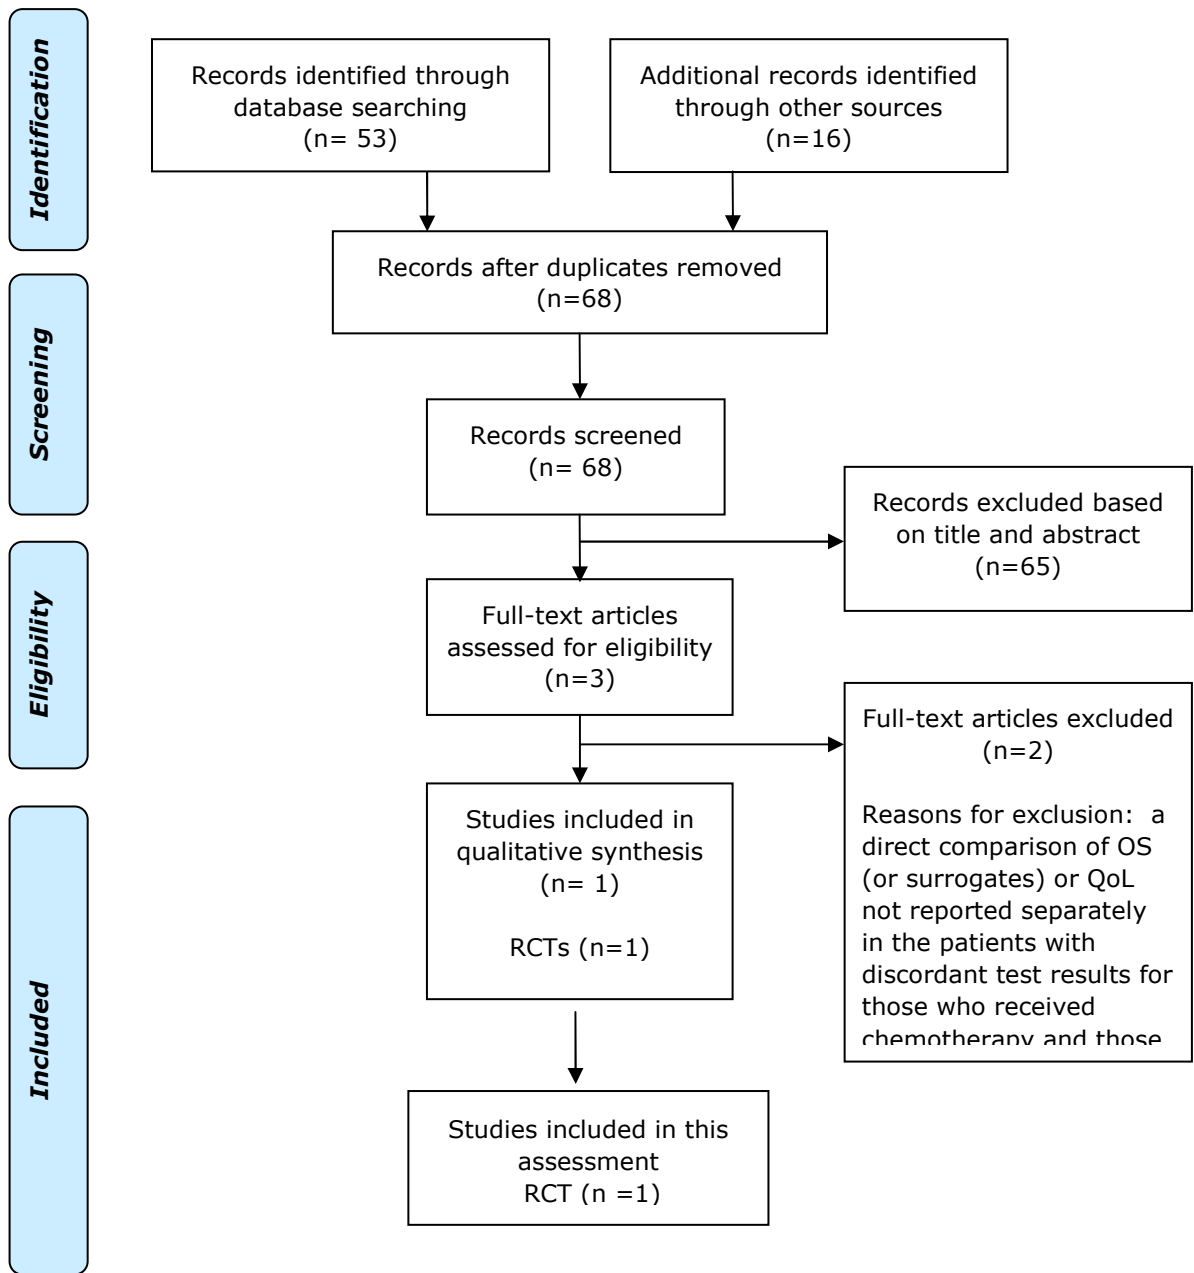 Identification
Records identified through
database searching
(n= 53)
Additional records identified
through other sources
(n=16)
Records after duplicates removed
(n=68)
Screening
Records screened
(n= 68)
Records excluded based
on title and abstract
(n=65)
Eligibility
Full-text articles
assessed for eligibility
(n=3)
Full-text articles excluded
(n=2)
Reasons for exclusion:  a
direct comparison of OS
(or surrogates) or QoL
not reported separately
in the patients with
discordant test results for
those who received
chemotherapy and those
Included
Studies included in
qualitative synthesis
(n= 1)
RCTs (n=1)
Studies included in this
assessment
RCT (n =1)